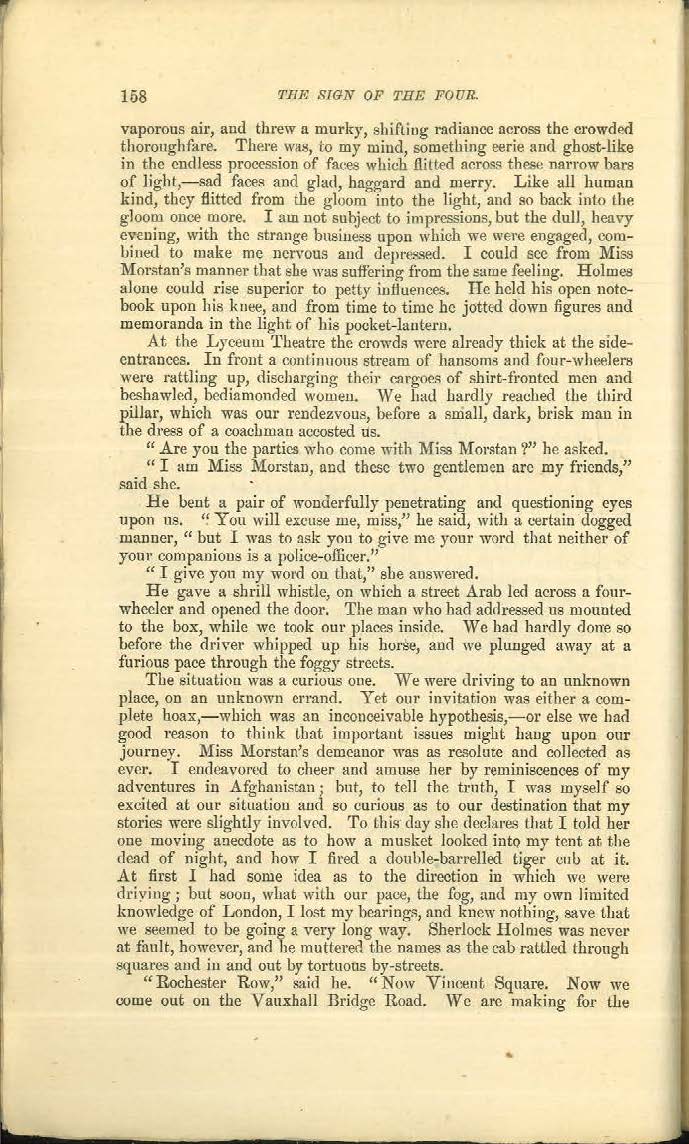 158 THE SIGN OF THE FOUR.
vaporous air, and threw a murky, shifting radiance across the crowded
thoroughfare. There was, to my mind, something eerie and ghost-like
in the endless procession of faces which flitted across these narrow bars
of light,—sad faces and glad, haggard and merry. Like all human
kind, they flitted from the gloom into the light, and so back into the
gloom once more. I am not subject to impressions, but the dull, heavy
evening, with the strange business upon which we were engaged, com-
bined to make me nervous and depressed. I could see from Miss
Morstan's manner that she was suffering from the same feeling. Holmes
alone could rise superior to petty influences. He held his open note-
book upon his knee, and from time to time he jotted down figures and
memoranda in the light of his pocket-lantern.
At the Lyceum Theatre the crowds were already thick at the side-
entrances. In front a continuous stream of hansoms and four-wheelers
were rattling up, discharging their cargoes of shirt-fronted men and
beshawled, bediamonded women. We had hardly reached the third
pillar, which was our rendezvous, before a small, dark, brisk man in
the dress of a coachman accosted us.
"Are you the parties who come with Miss Morstan?" he asked.
"I am Miss Morstan, and these two gentlemen are my friends,"
said she.
He bent a pair of wonderfully penetrating and questioning eyes
upon us. "You will excuse me, miss," he said, with a certain dogged
manner, "but I was to ask you to give me your word that neither of
your companions is a police-officer."
"I give you my word on that," she answered.
He gave a shrill whistle, on which a street Arab led across a four-
wheeler and opened the door. The man who had addressed us mounted
to the box, while we took our places inside. We had hardly done so
before the driver whipped up his horse, and we plunged away at a
furious pace through the foggy streets.
The situation was a curious one. We were driving to an unknown
place, on an unknown errand. Yet our invitation was either a com-
plete hoax,—which was an inconceivable hypothesis,—or else we had
good reason to think that important issues might hang upon our
journey. Miss Morstan's demeanor was as resolute and collected as
ever. I endeavored to cheer and amuse her by reminiscences of my
adventures in Afghanistan; but, to tell the truth, I was myself so
excited at our situation and so curious as to our destination that my
stories were slightly involved. To this day she declares that I told her
one moving anecdote as to how a musket looked into my tent at the
dead of night, and how I fired a double-barrelled tiger cub at it.
At first I had some idea as to the direction in which we were
driving; but soon, what with our pace, the fog, and my own limited
knowledge of London, I lost my bearings, and knew nothing, save that
we seemed to be going a very long way. Sherlock Holmes was never
at fault, however, and he muttered the names as the cab rattled through
squares and in and out by tortuous by-streets.
"Rochester Row," said he. "Now Vincent Square. Now we
come out on the Vauxhall Bridge Road. We are making for the